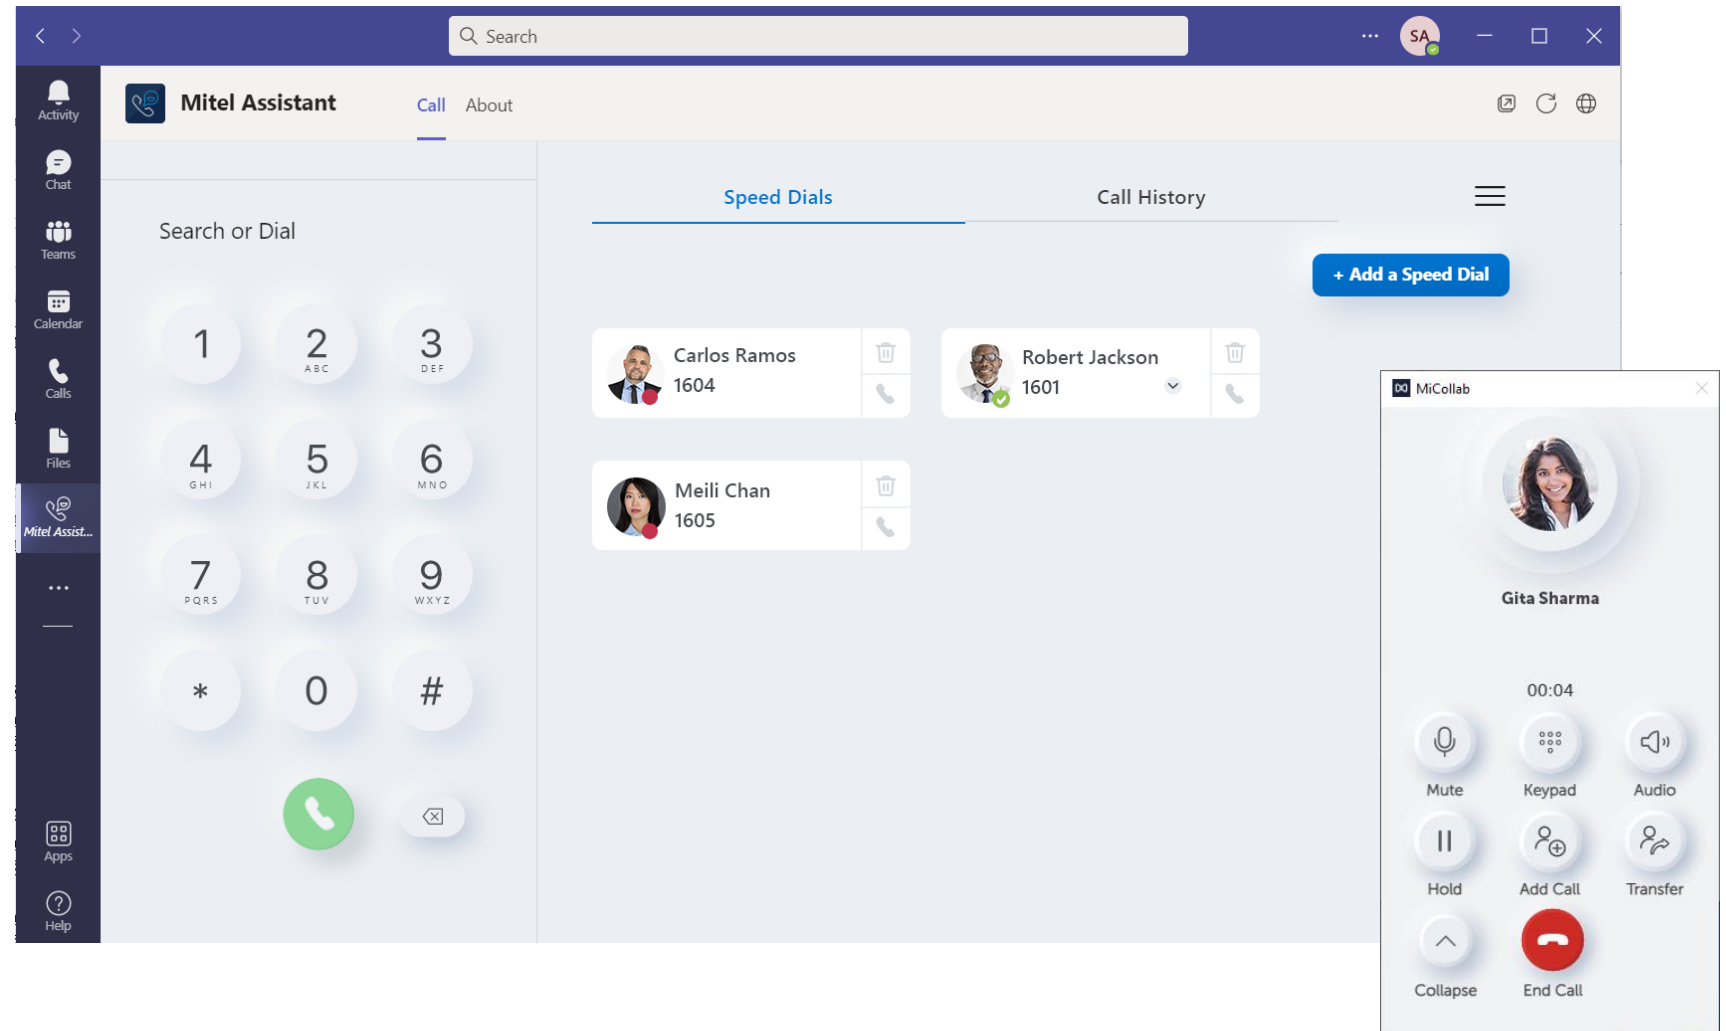 Search
SA
Activity
Chat
Teams
Calendar
Calls
Files
Mitel Assist...
Apps
Help
Mitel Assistant
Call
About
Search or Dial
1
2
ABC
3
DEF
4
GHI
5
JKL
6
MNO
7
PQRS
8
TUV
9
WXYZ
*
0
#
Speed Dials
Call History
+ Add a Speed Dial
Carlos Ramos
1604
Robert Jackson
1601
Meili Chan
1605
MiCollab
Gita Sharma
00:04
Mute
Keypad
Audio
Hold
Add Call
Transfer
Collapse
End Call